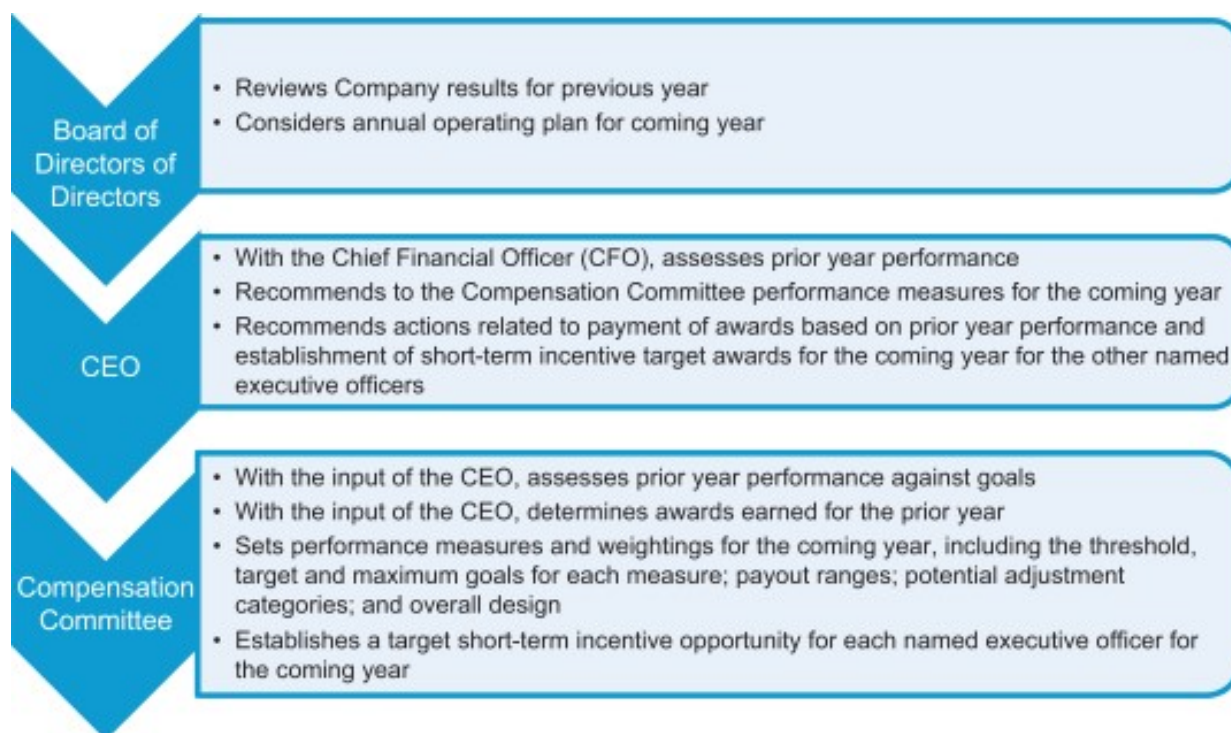 Board of
Directors of
Directors
• Reviews Company results for previous year
• Considers annual operating plan for coming year
CEO
• With the Chief Financial Officer (CFO), assesses prior year performance
• Recommends to the Compensation Committee performance measures for the coming year
• Recommends actions related to payment of awards based on prior year performance and
establishment of short-term incentive target awards for the coming year for the other named
executive officers
Compensation
Committee
• With the input of the CEO, assesses prior year performance against goals
• With the input of the CEO, determines awards earned for the prior year
• Sets performance measures and weightings for the coming year, including the threshold,
target and maximum goals for each measure; payout ranges; potential adjustment
categories; and overall design
• Establishes a target short-term incentive opportunity for each named executive officer for
the coming year